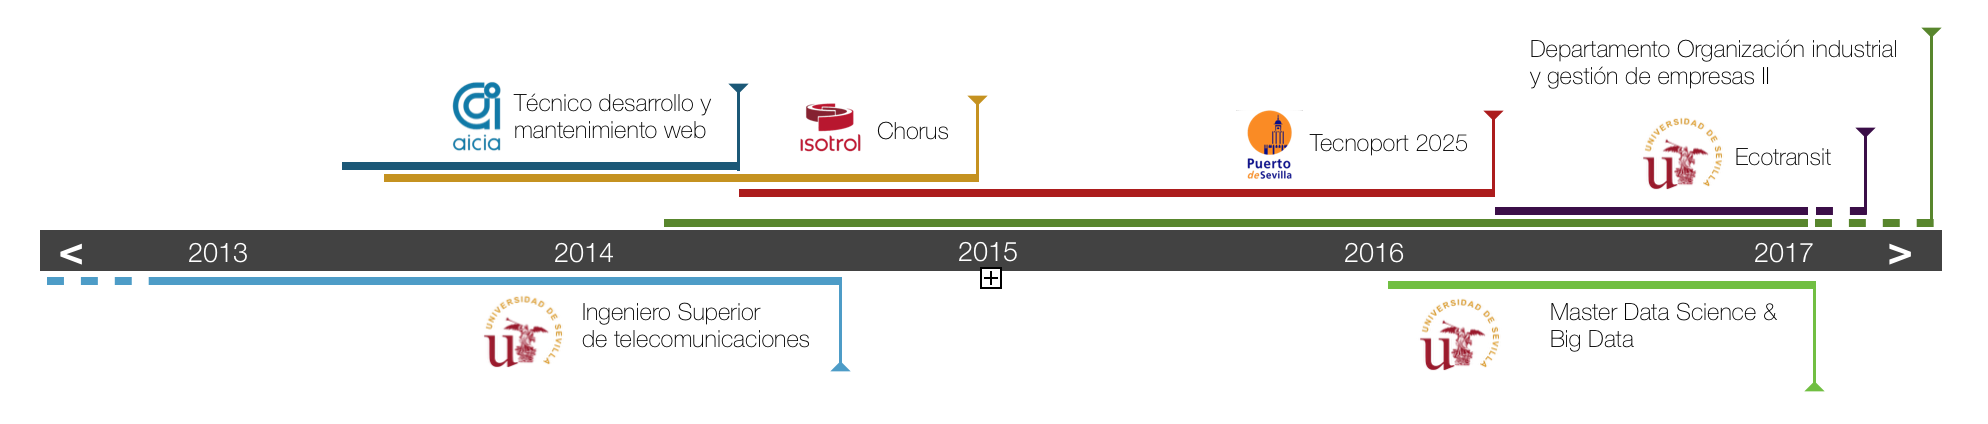 Departamento Organización industrial
y gestión de empresas II
aicia
Técnico desarrollo y
mantenimiento web
isotrol
Chorus
Puerto
deSevilla
Tecnoport 2025
UNIVERSIDAD DE SEVILLA
u
Ecotransit
< 2013 2014 2015 2016 2017 >
UNIVERSIDAD DE SEVILLA
u
Ingeniero Superior
de telecomunicaciones
UNIVERSIDAD DE SEVILLA
u
Master Data Science &
Big Data